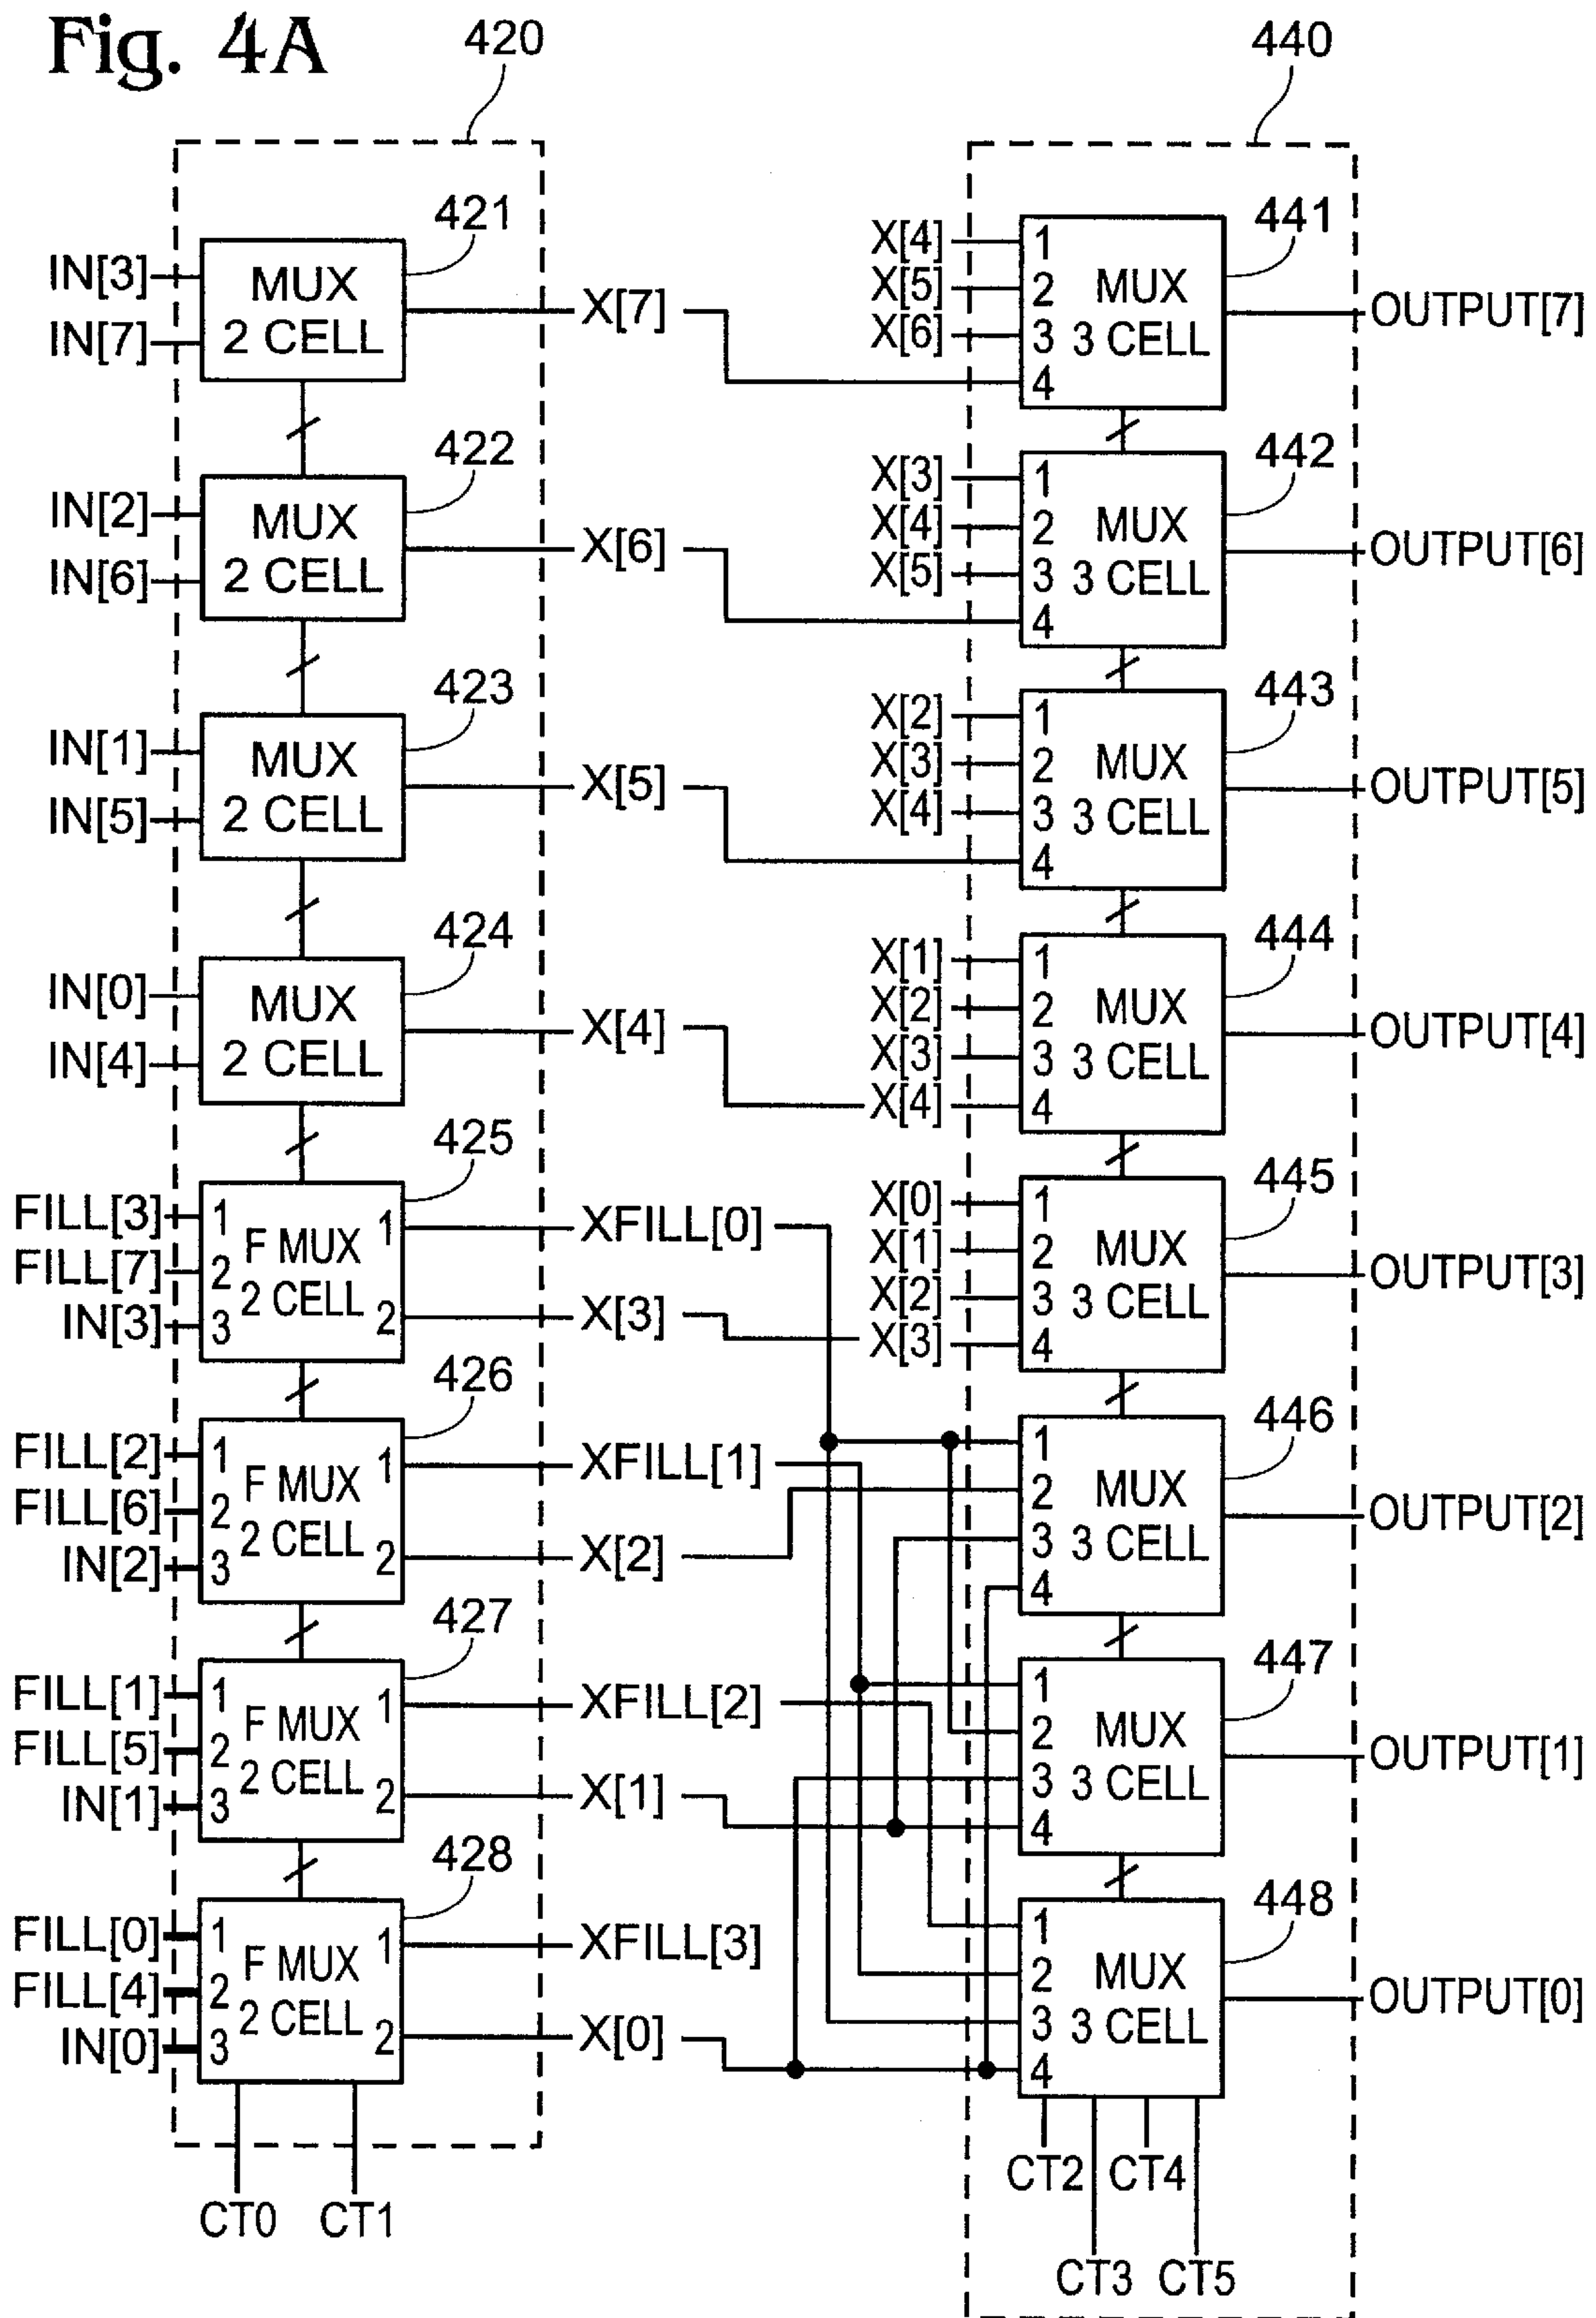 Fig. 4A
420
440
421
IN[3]
IN[7]
MUX
2 CELL
X[7]
X[4]
X[5]
X[6]
1
2
3
4
MUX
3 CELL
441
OUTPUT[7]
422
IN[2]
IN[6]
MUX
2 CELL
X[6]
X[3]
X[4]
X[5]
1
2
3
4
MUX
3 CELL
442
OUTPUT[6]
423
IN[1]
IN[5]
MUX
2 CELL
X[5]
X[2]
X[3]
X[4]
1
2
3
4
MUX
3 CELL
443
OUTPUT[5]
424
IN[0]
IN[4]
MUX
2 CELL
X[4]
X[1]
X[2]
X[3]
X[4]
1
2
3
4
MUX
3 CELL
444
OUTPUT[4]
425
FILL[3]
FILL[7]
IN[3]
1
2
3
F MUX
2 CELL
1
2
XFILL[0]
X[3]
X[0]
X[1]
X[2]
X[3]
1
2
3
4
MUX
3 CELL
445
OUTPUT[3]
426
FILL[2]
FILL[6]
IN[2]
1
2
3
F MUX
2 CELL
1
2
XFILL[1]
X[2]
1
2
3
4
MUX
3 CELL
446
OUTPUT[2]
427
FILL[1]
FILL[5]
IN[1]
1
2
3
F MUX
2 CELL
1
2
XFILL[2]
X[1]
1
2
3
4
MUX
3 CELL
447
OUTPUT[1]
428
FILL[0]
FILL[4]
IN[0]
1
2
3
F MUX
2 CELL
1
2
XFILL[3]
X[0]
1
2
3
4
MUX
3 CELL
448
OUTPUT[0]
CT0 CT1
CT2 CT4
CT3 CT5